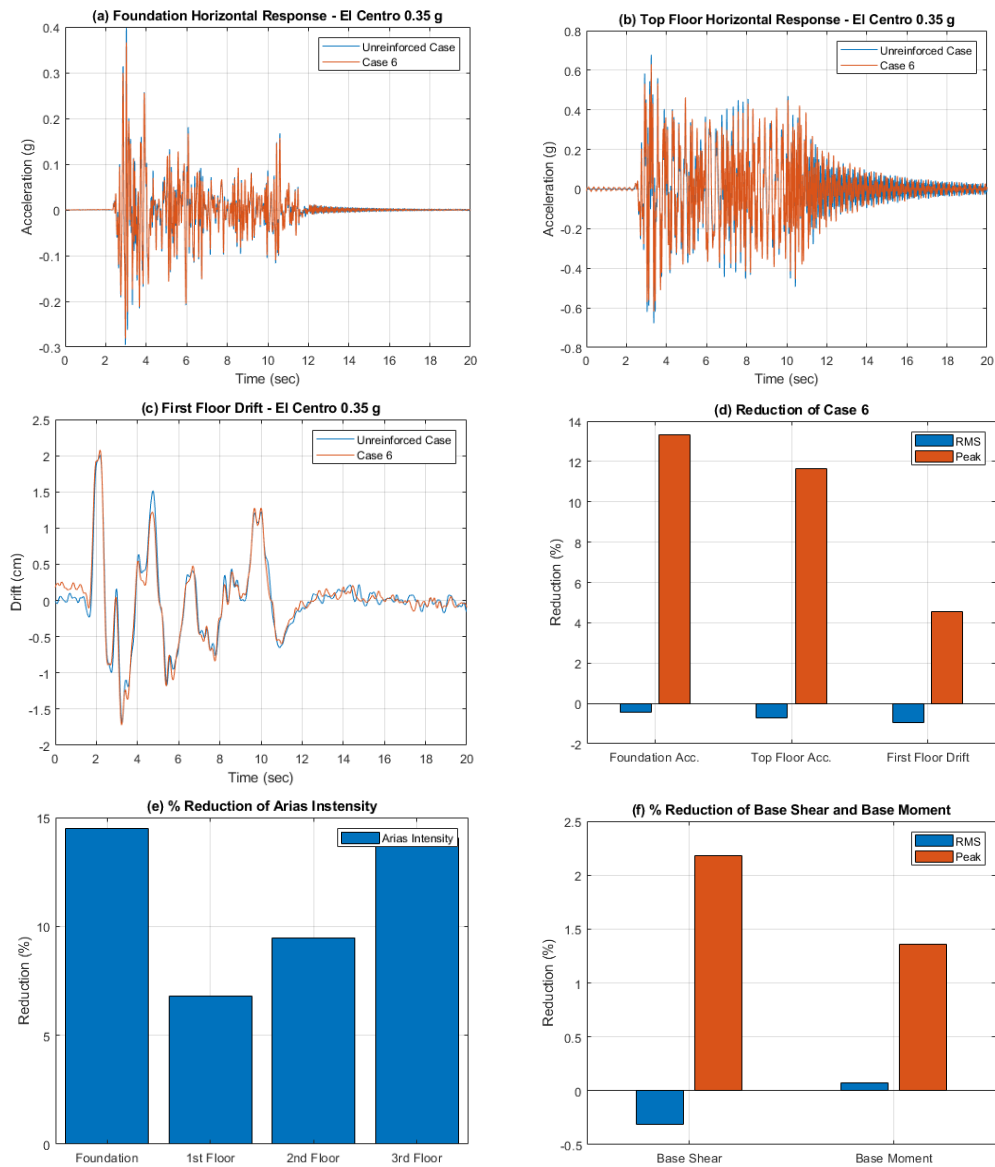 (a) Foundation Horizontal Response - El Centro 0.35 g
Unreinforced Case
Case 6
Acceleration (g)
0.4
0.3
0.2
0.1
0
-0.1
-0.2
-0.3
0 2 4 6 8 10 12 14 16 18 20
Time (sec)
(b) Top Floor Horizontal Response - El Centro 0.35 g
Unreinforced Case
Case 6
Acceleration (g)
0.8
0.6
0.4
0.2
0
-0.2
-0.4
-0.6
-0.8
0 2 4 6 8 10 12 14 16 18 20
Time (sec)
(c) First Floor Drift - El Centro 0.35 g
Unreinforced Case
Case 6
Drift (cm)
2.5
2
1.5
1
0.5
0
-0.5
-1
-1.5
-2
0 2 4 6 8 10 12 14 16 18 20
Time (sec)
(d) Reduction of Case 6
RMS
Peak
Reduction (%)
14
12
10
8
6
4
2
0
-2
Foundation Acc. Top Floor Acc. First Floor Drift
(e) % Reduction of Arias Instensity
Arias Intensity
Reduction (%)
15
10
5
0
Foundation 1st Floor 2nd Floor 3rd Floor
(f) % Reduction of Base Shear and Base Moment
RMS
Peak
Reduction (%)
2.5
2
1.5
1
0.5
0
-0.5
Base Shear Base Moment